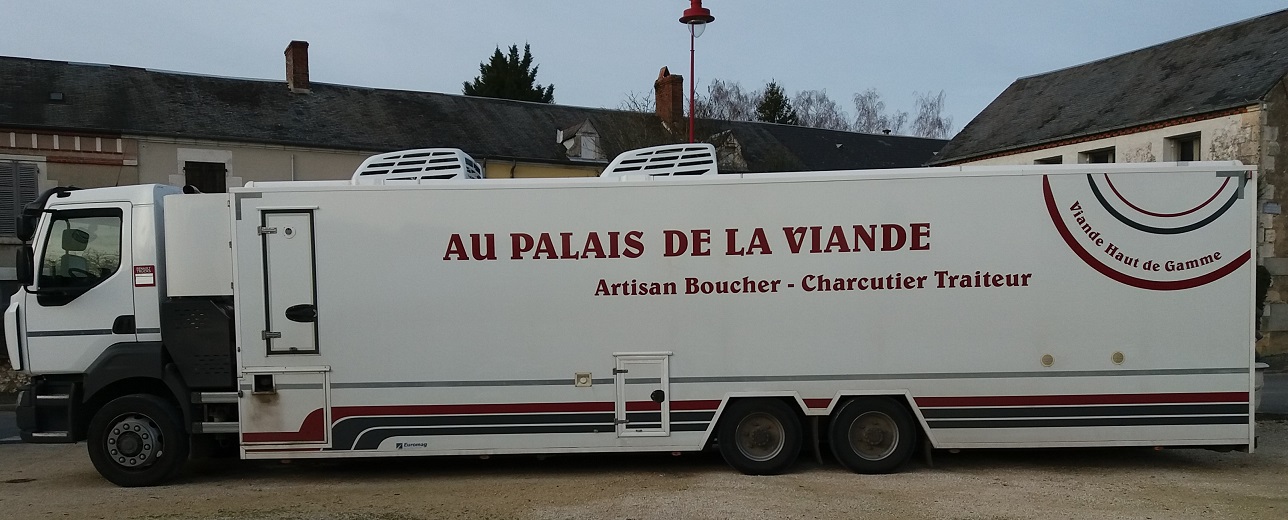 AU PALAIS DE LA VIANDE
Artisan Boucher - Charcutier Traiteur
Viande Haut de Gamme
Euromag